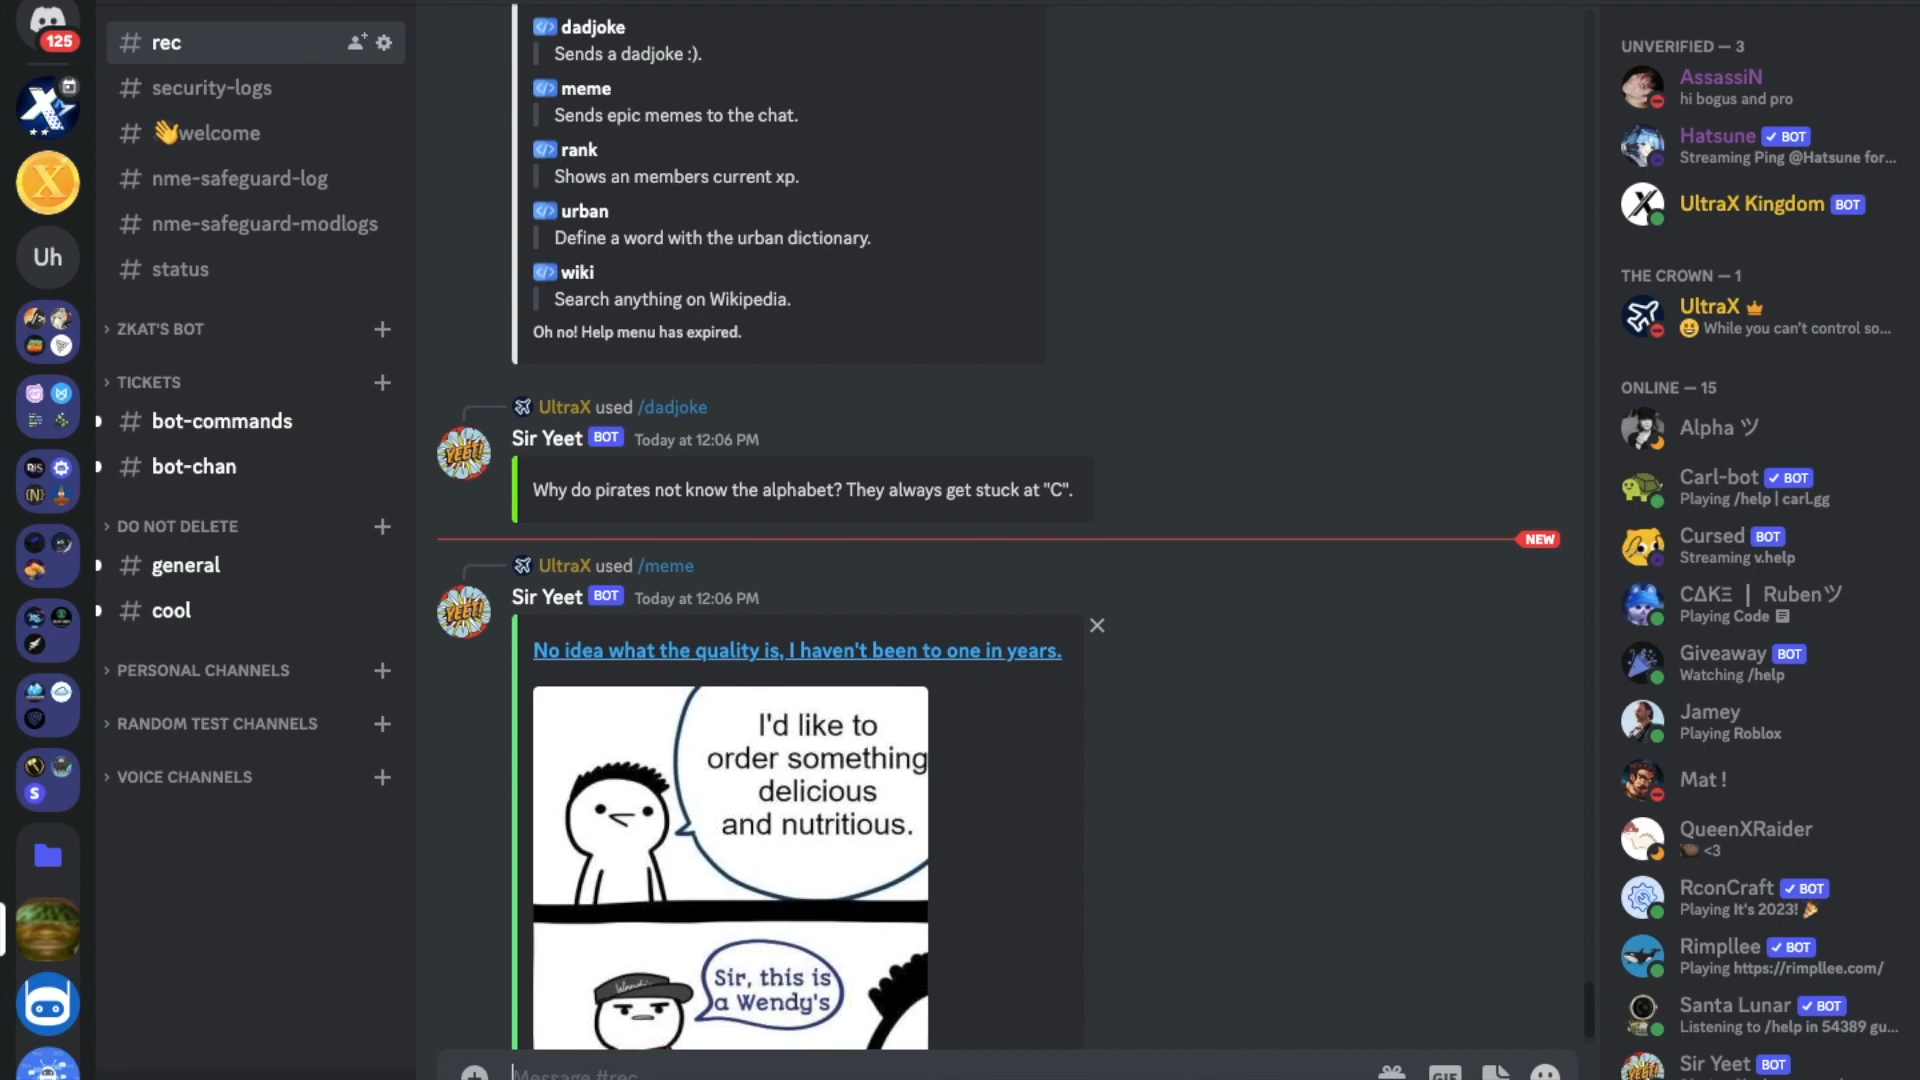 125
Uh
rec
security-logs
👋welcome
nme-safeguard-log
nme-safeguard-modlogs
status
ZKAT'S BOT
TICKETS
bot-commands
bot-chan
DO NOT DELETE
general
cool
PERSONAL CHANNELS
RANDOM TEST CHANNELS
VOICE CHANNELS
dadjoke
Sends a dadjoke :).
meme
Sends epic memes to the chat.
rank
Shows an members current xp.
urban
Define a word with the urban dictionary.
wiki
Search anything on Wikipedia.
Oh no! Help menu has expired.
UltraX used /dadjoke
Sir Yeet BOT Today at 12:06 PM
Why do pirates not know the alphabet? They always get stuck at "C".
NEW
UltraX used /meme
Sir Yeet BOT Today at 12:06 PM
No idea what the quality is, I haven't been to one in years.
I'd like to
order something
delicious
and nutritious.
Sir, this is
a Wendy's
Message #rec
GIF
UNVERIFIED — 3
AssassiN
hi bogus and pro
Hatsune ✓ BOT
Streaming Ping @Hatsune for...
UltraX Kingdom BOT
THE CROWN — 1
UltraX
😀 While you can't control so...
ONLINE — 15
Alpha ツ
Carl-bot ✓ BOT
Playing /help | carl.gg
Cursed BOT
Streaming v.help
CΔKΞ | Rubenツ
Playing Code
Giveaway BOT
Watching /help
Jamey
Playing Roblox
Mat !
QueenXRaider
<3
RconCraft ✓ BOT
Playing It's 2023! 🎉
Rimpllee ✓ BOT
Playing https://rimpllee.com/
Santa Lunar ✓ BOT
Listening to /help in 54389 gu...
Sir Yeet BOT